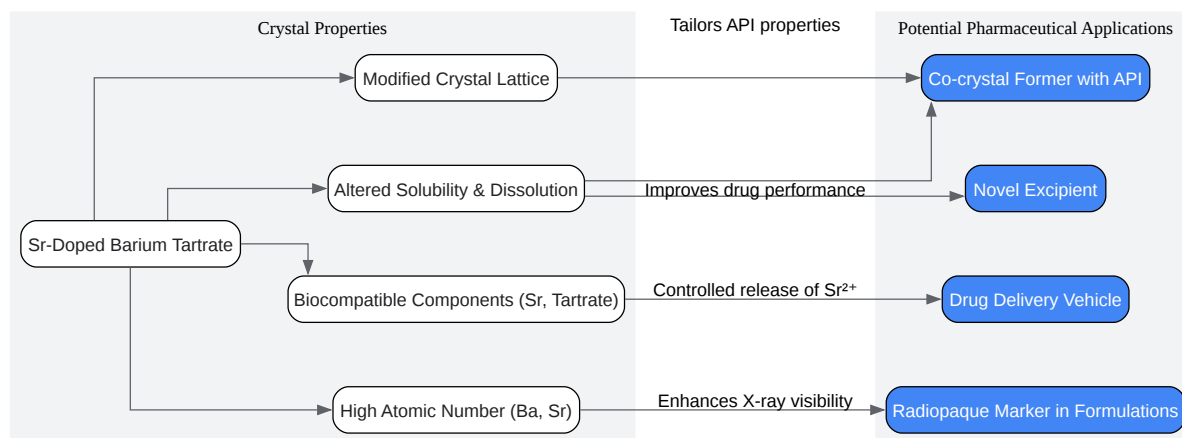 Crystal Properties
Tailors API properties
Potential Pharmaceutical Applications
Modified Crystal Lattice
Co-crystal Former with API
Altered Solubility & Dissolution
Improves drug performance
Novel Excipient
Sr-Doped Barium Tartrate
Biocompatible Components (Sr, Tartrate)
Controlled release of Sr²⁺
Drug Delivery Vehicle
High Atomic Number (Ba, Sr)
Enhances X-ray visibility
Radiopaque Marker in Formulations